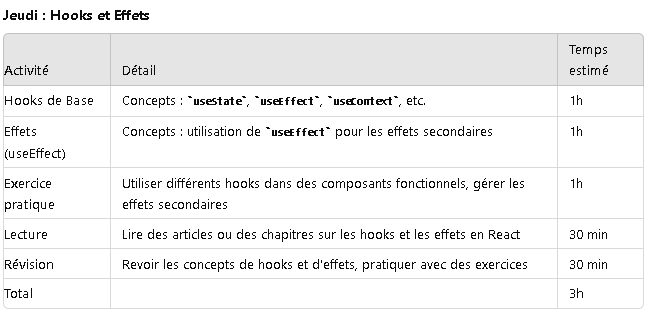 Jeudi : Hooks et Effets
Activité Détail Temps estimé
Hooks de Base Concepts : `useState`, `useEffect`, `useContext`, etc. 1h
Effets (useEffect) Concepts : utilisation de `useEffect` pour les effets secondaires 1h
Exercice pratique Utiliser différents hooks dans des composants fonctionnels, gérer les effets secondaires 1h
Lecture Lire des articles ou des chapitres sur les hooks et les effets en React 30 min
Révision Revoir les concepts de hooks et d'effets, pratiquer avec des exercices 30 min
Total 3h